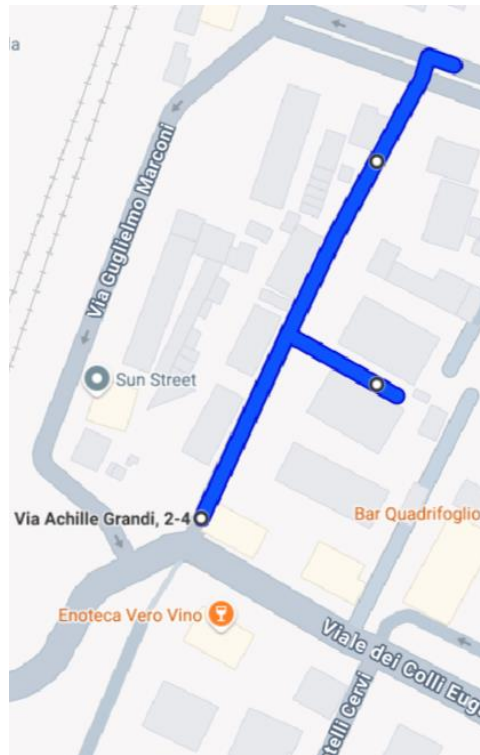 a
Via Guglielmo Marconi
Sun Street
Via Achille Grandi, 2-4
Bar Quadrifoglio
Enoteca Vero Vino
Viale dei Colli Eug
telli Cervi